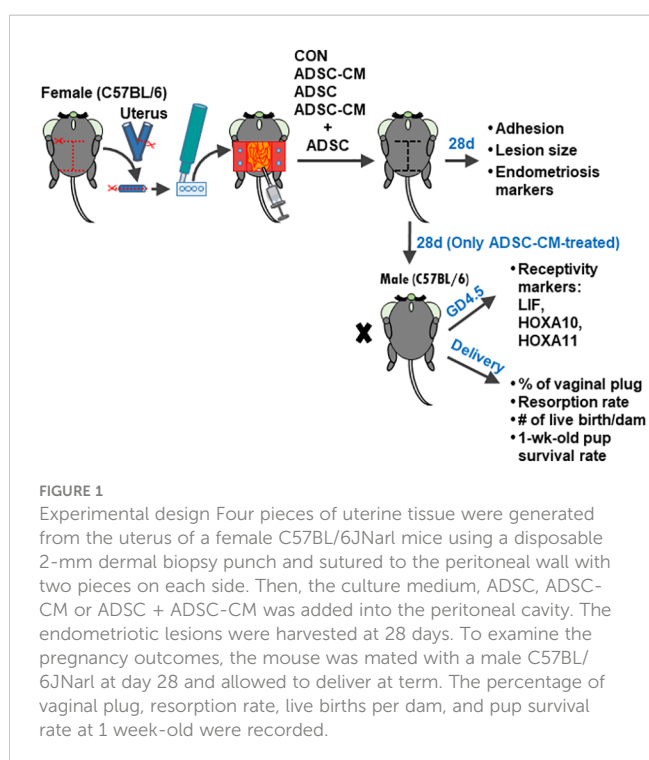 CON
ADSC-CM
ADSC
ADSC-CM
+
ADSC
Female (C57BL/6)
Uterus
28d
• Adhesion
• Lesion size
• Endometriosis
markers
28d (Only ADSC-CM-treated)
Male (C57BL/6)
X
GD4.5
Delivery
• Receptivity
markers:
LIF,
HOXA10,
HOXA11
• % of vaginal plug
• Resorption rate
• # of live birth/dam
• 1-wk-old pup
survival rate
FIGURE 1
Experimental design Four pieces of uterine tissue were generated
from the uterus of a female C57BL/6JNarl mice using a disposable
2-mm dermal biopsy punch and sutured to the peritoneal wall with
two pieces on each side. Then, the culture medium, ADSC, ADSC-
CM or ADSC + ADSC-CM was added into the peritoneal cavity. The
endometriotic lesions were harvested at 28 days. To examine the
pregnancy outcomes, the mouse was mated with a male C57BL/
6JNarl at day 28 and allowed to deliver at term. The percentage of
vaginal plug, resorption rate, live births per dam, and pup survival
rate at 1 week-old were recorded.